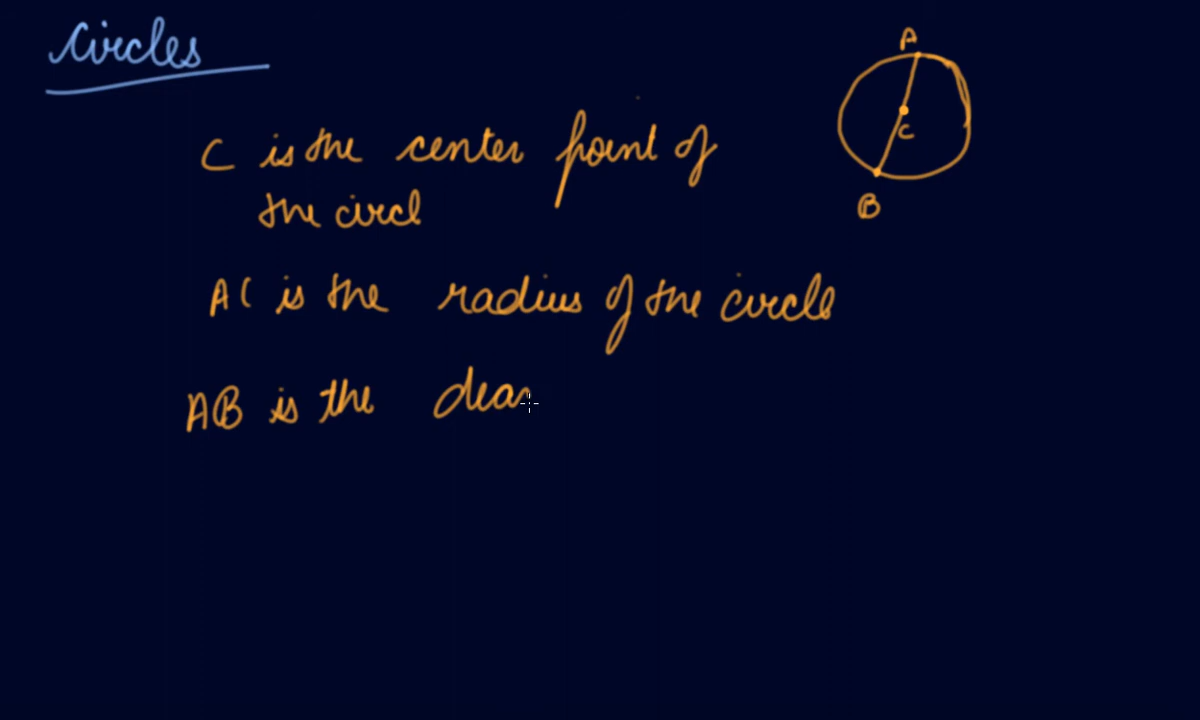 Circles
A
C
B
C is the center point of
the circl
AC is the radius of the circle
AB is the diam